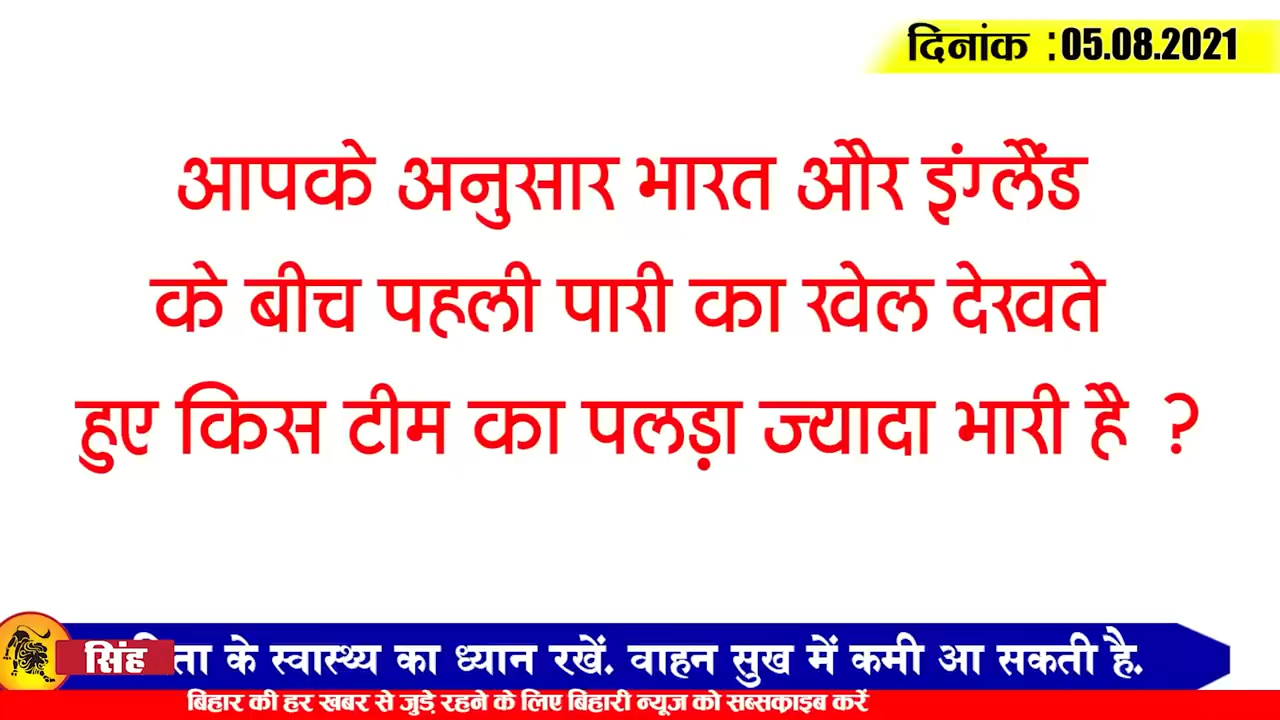 दिनांक : 05.08.2021
आपके अनुसार भारत और इंग्लैंड
के बीच पहली पारी का खेल देखते
हुए किस टीम का पलड़ा ज्यादा भारी है ?
सिंह
के स्वास्थ्य का ध्यान रखें. वाहन सुख में कमी आ सकती है.
बिहार की हर खबर से जुड़े रहने के लिए बिहारी न्यूज को सब्सक्राइब करें